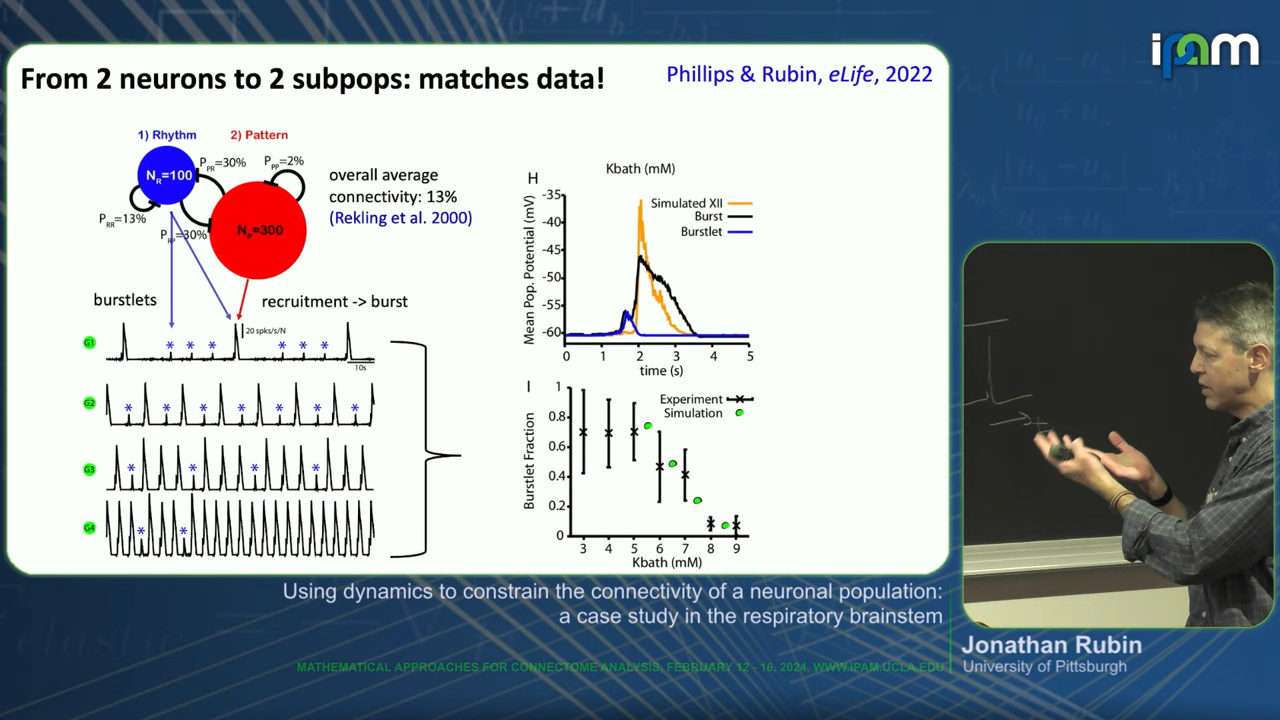 ipam
From 2 neurons to 2 subpops: matches data!
Phillips & Rubin, eLife, 2022
1) Rhythm
2) Pattern
NR=100
NP=300
PPR=30%
PPP=2%
PRR=13%
PRP=30%
overall average
connectivity: 13%
(Rekling et al. 2000)
burstlets
recruitment -> burst
G1
* * * * * *
20 spks/s/N
10s
G2
* * * * * * *
G3
* * * *
G4
* *
Kbath (mM)
H
Mean Pop. Potential (mV)
-35
-40
-45
-50
-55
-60
Simulated XII
Burst
Burstlet
0 1 2 3 4 5
time (s)
I
Burstlet Fraction
1
0.8
0.6
0.4
0.2
0
Experiment
Simulation
3 4 5 6 7 8 9
Kbath (mM)
Using dynamics to constrain the connectivity of a neuronal population:
a case study in the respiratory brainstem
Jonathan Rubin
University of Pittsburgh
MATHEMATICAL APPROACHES FOR CONNECTOME ANALYSIS, FEBRUARY 12 - 16, 2024, WWW.IPAM.UCLA.EDU